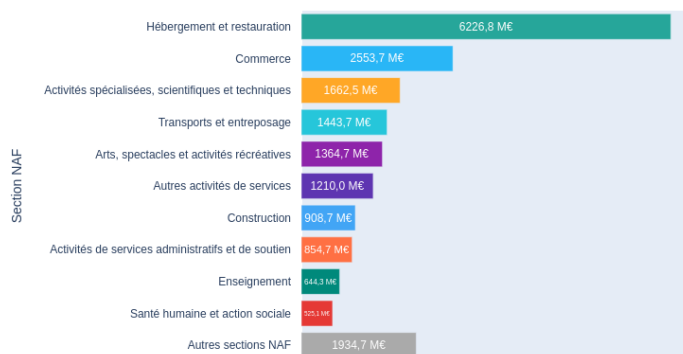 Hébergement et restauration 6226,8 M€
Commerce 2553,7 M€
Activités spécialisées, scientifiques et techniques 1662,5 M€
Transports et entreposage 1443,7 M€
Arts, spectacles et activités récréatives 1364,7 M€
Autres activités de services 1210,0 M€
Section NAF
Construction 908,7 M€
Activités de services administratifs et de soutien 854,7 M€
Enseignement 644,3 M€
Santé humaine et action sociale 525,1 M€
Autres sections NAF 1934,7 M€